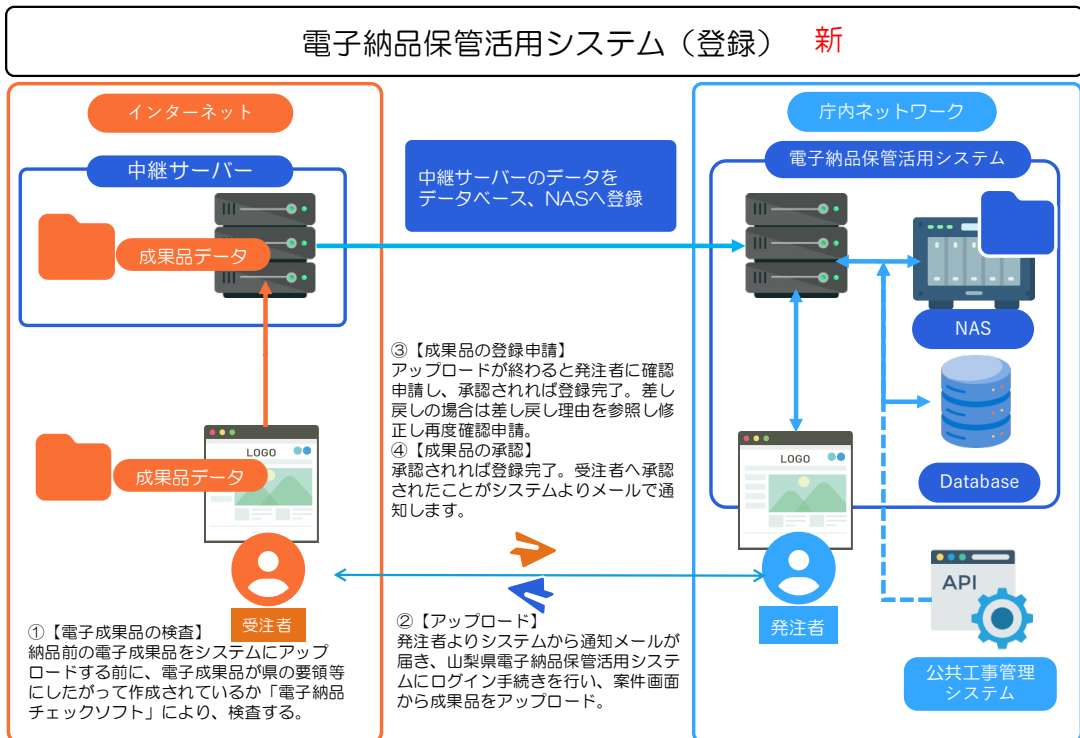 電子納品保管活用システム（登録） 新
インターネット
中継サーバー
成果品データ
中継サーバーのデータを
データベース、NASへ登録
庁内ネットワーク
電子納品保管活用システム
NAS
Database
③【成果品の登録申請】
アップロードが終わると発注者に確認
申請し、承認されれば登録完了。差し
戻しの場合は差し戻し理由を参照し修
正し再度確認申請。
④【成果品の承認】
承認されれば登録完了。受注者へ承認
されたことがシステムよりメールで通
知します。
LOGO
成果品データ
受注者
LOGO
発注者
API
公共工事管理
システム
①【電子成果品の検査】
納品前の電子成果品をシステムにアップ
ロードする前に、電子成果品が県の要領等
にしたがって作成されているか「電子納品
チェックソフト」により、検査する。
②【アップロード】
発注者よりシステムから通知メールが
届き、山梨県電子納品保管活用システ
ムにログイン手続きを行い、案件画面
から成果品をアップロード。